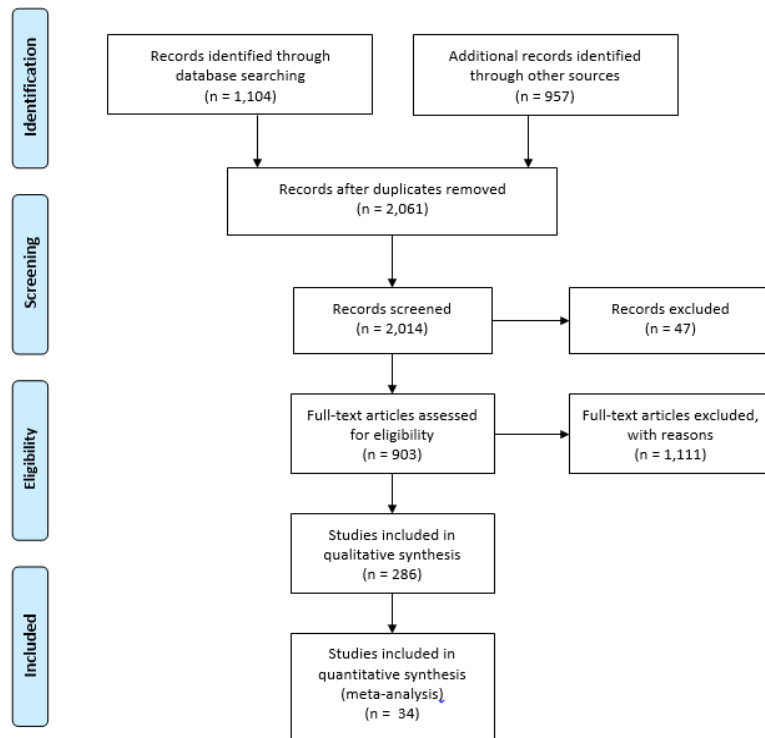 Identification
Records identified through
database searching
(n = 1,104)
Additional records identified
through other sources
(n = 957)
Records after duplicates removed
(n = 2,061)
Screening
Records screened
(n = 2,014)
Records excluded
(n = 47)
Eligibility
Full-text articles assessed
for eligibility
(n = 903)
Full-text articles excluded,
with reasons
(n = 1,111)
Studies included in
qualitative synthesis
(n = 286)
Included
Studies included in
quantitative synthesis
(meta-analysis)
(n = 34)